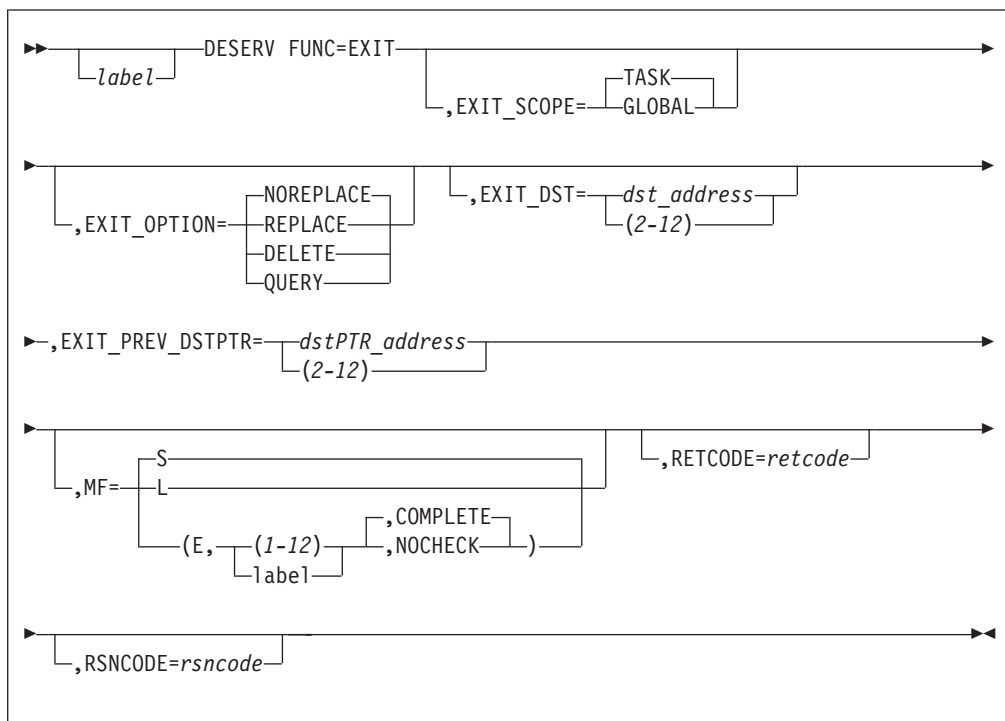 DESERV FUNC=EXIT
label
,EXIT_SCOPE=
TASK
GLOBAL
,EXIT_OPTION=
NOREPLACE
REPLACE
DELETE
QUERY
,EXIT_DST=
dst_address
(2-12)
,EXIT_PREV_DSTPTR=
dstPTR_address
(2-12)
,MF=
S
L
(E,
(1-12)
label
,COMPLETE
,NOCHECK
)
,RETCODE=retcode
,RSNCODE=rsncode